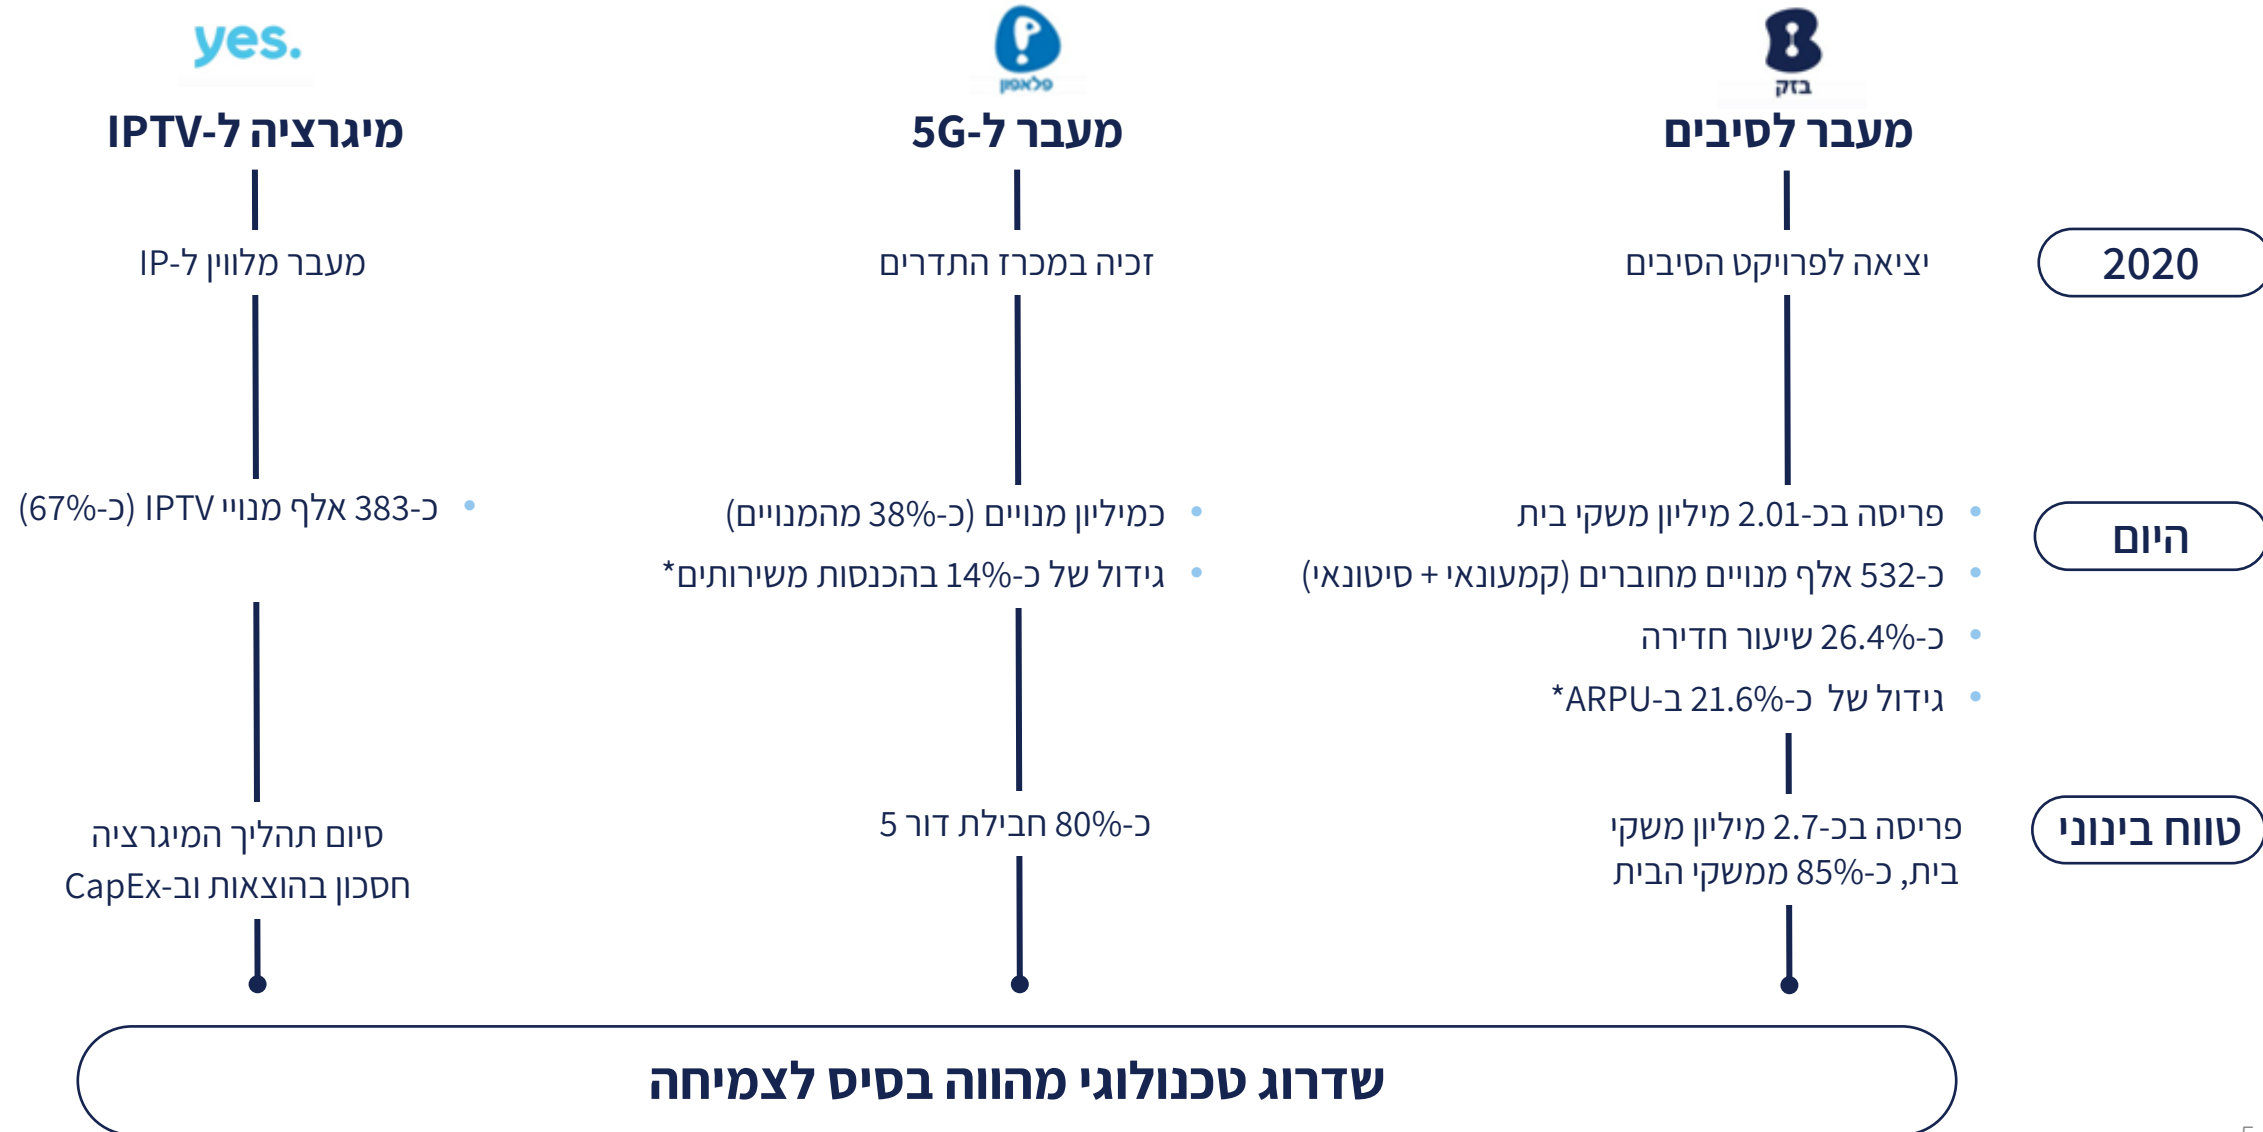 בזק
פלאפון
yes.
מעבר לסיבים
מעבר ל-5G
מיגרציה ל-IPTV
2020
יציאה לפרויקט הסיבים
זכיה במכרז התדרים
מעבר מלווין ל-IP
היום
• פריסה בכ-2.01 מיליון משקי בית
• כ-532 אלף מנויים מחוברים (קמעונאי + סיטונאי)
• כ-26.4% שיעור חדירה
• גידול של כ-21.6% ב-ARPU*
• כמיליון מנויים (כ-38% מהמנויים)
• גידול של כ-14% בהכנסות משירותים*
• כ-383 אלף מנויי IPTV (כ-67%)
טווח בינוני
פריסה בכ-2.7 מיליון משקי
בית, כ-85% ממשקי הבית
כ-80% חבילת דור 5
סיום תהליך המיגרציה
חסכון בהוצאות וב-CapEx
שדרוג טכנולוגי מהווה בסיס לצמיחה